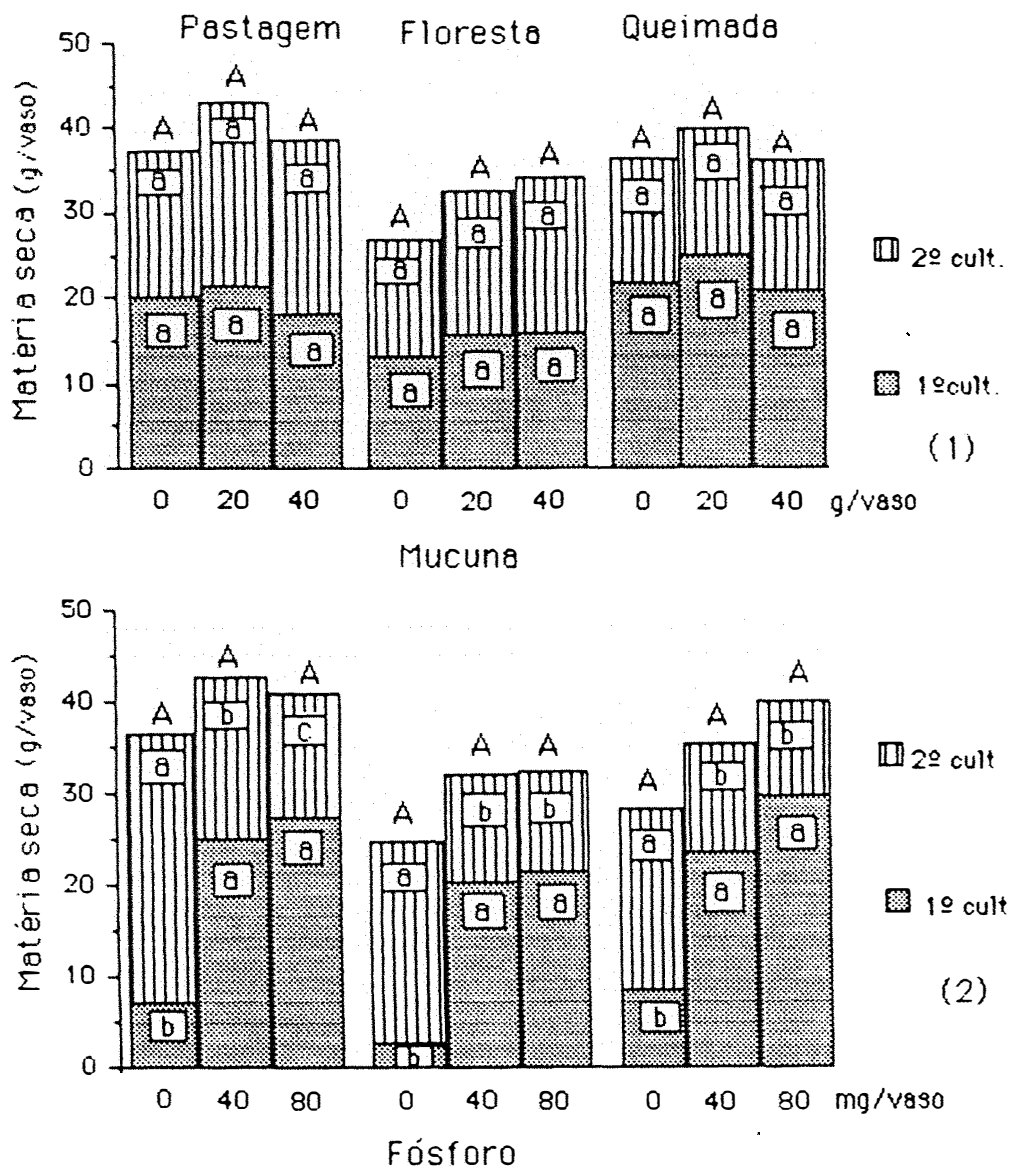 Pastagem Floresta Queimada
Matéria seca (g/vaso)
50
40
30
20
10
0
A A A A A A A A A
a a a a a a a a a
a a a a a a a a a
2º cult.
1º cult.
(1)
0 20 40 0 20 40 0 20 40 g/vaso
Mucuna
Matéria seca (g/vaso)
50
40
30
20
10
0
A A A A A A A A A
a b c a b b a b b
b a a b a a b a a
2º cult
1º cult
(2)
0 40 80 0 40 80 0 40 80 mg/vaso
Fósforo